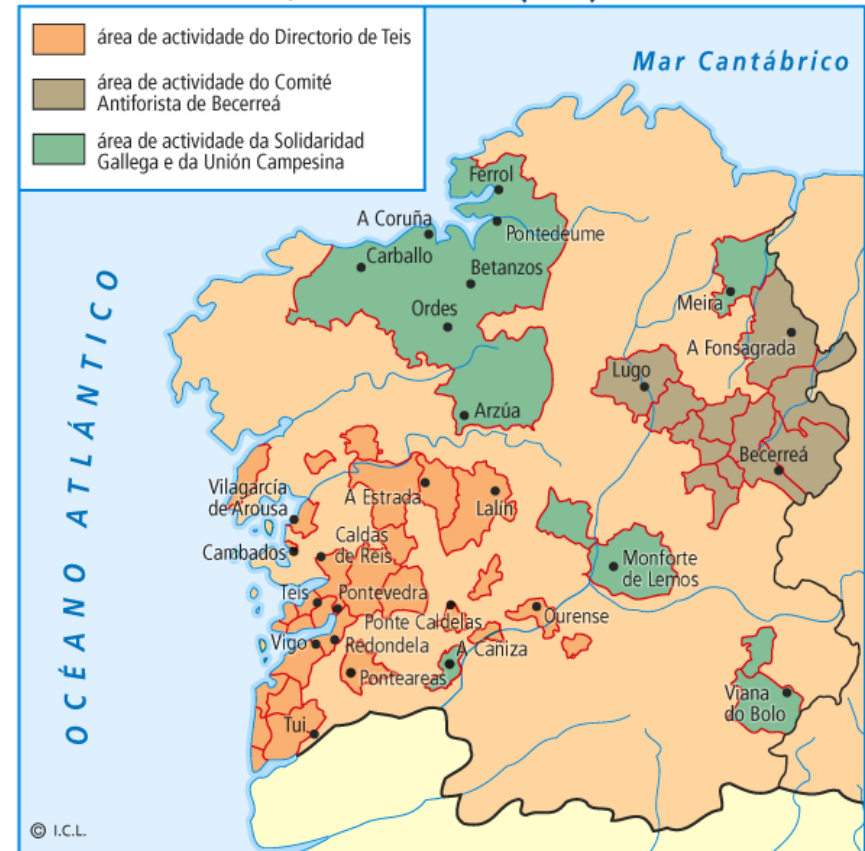 área de actividade do Directorio de Teis
área de actividade do Comité
Antiforista de Becerreá
área de actividade da Solidaridad
Gallega e da Unión Campesina
Mar Cantábrico
OCÉANO ATLÁNTICO
Ferrol
A Coruña
Pontedeume
Carballo
Betanzos
Meira
Ordes
A Fonsagrada
Lugo
Arzúa
Becerreá
Vilagarcía
de Arousa
A Estrada
Lalín
Cambados
Caldas
de Reis
Monforte
de Lemos
Teis
Pontevedra
Ponte Caldelas
Ourense
Vigo
Redondela
A Cañiza
Ponteareas
Viana
do Bolo
Tui
© I.C.L.